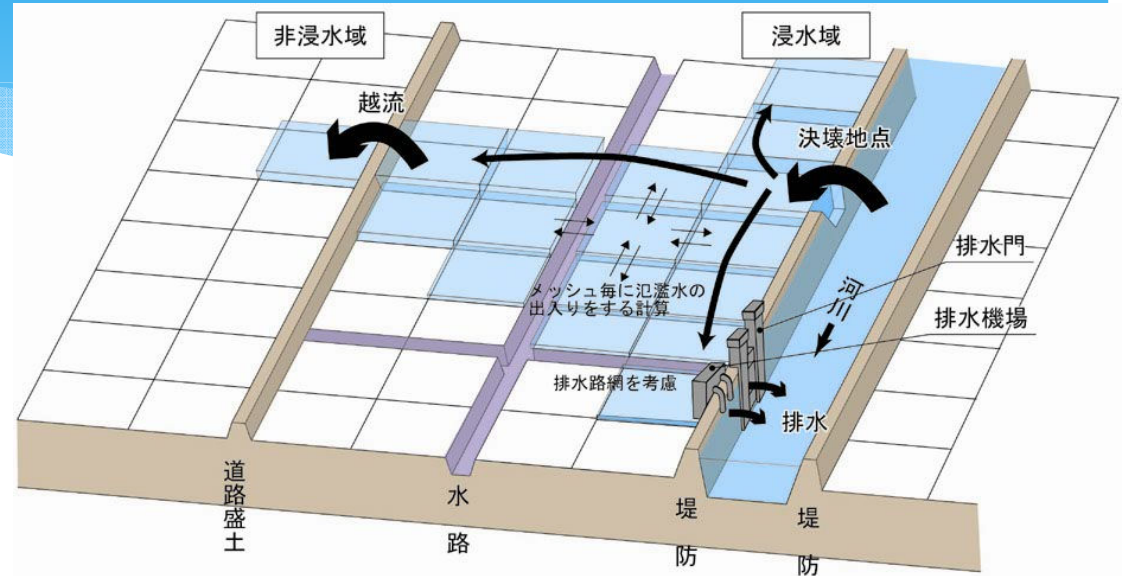 非浸水域
浸水域
越流
決壊地点
排水門
河川
排水機場
メッシュ毎に氾濫水の
出入りをする計算
排水路網を考慮
排水
道路盛土
水路
堤防
堤防